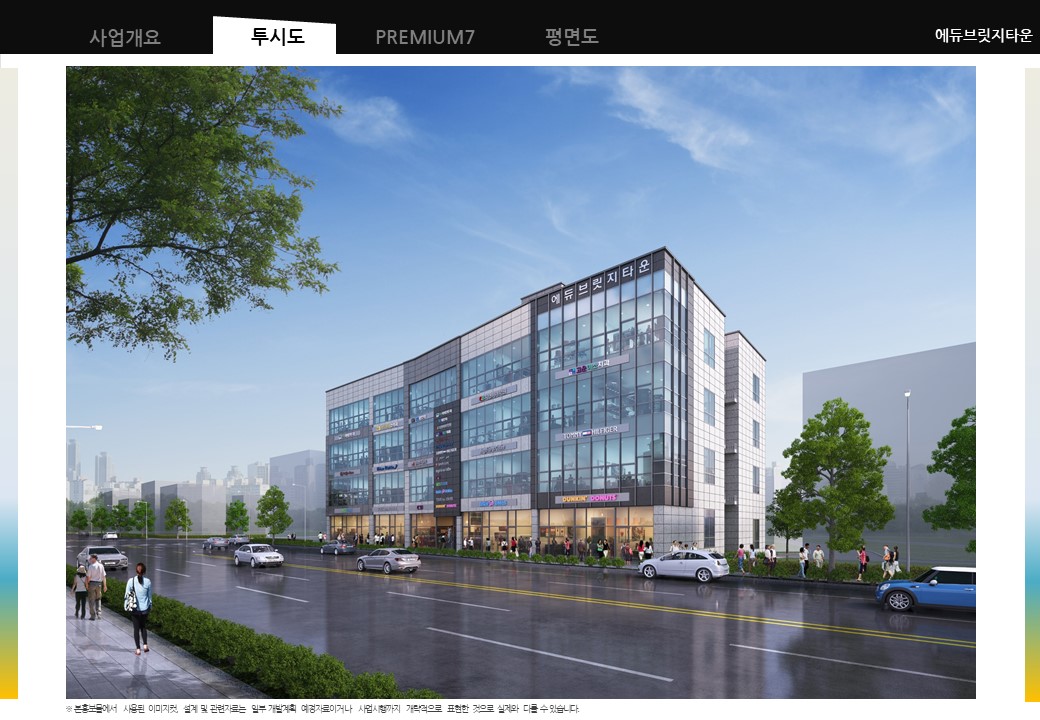 사업개요
투시도
PREMIUM7
평면도
에듀브릿지타운
에듀브릿지타운
치과
TOMMY HILFIGER
DUNKIN' DONUTS
※ 본홍보물에서 사용된 이미지컷, 설계 및 관련자료는 일부 개발계획 예정자료이거나 사업시행까지 개략적으로 표현한 것으로 실제와 다를 수 있습니다.